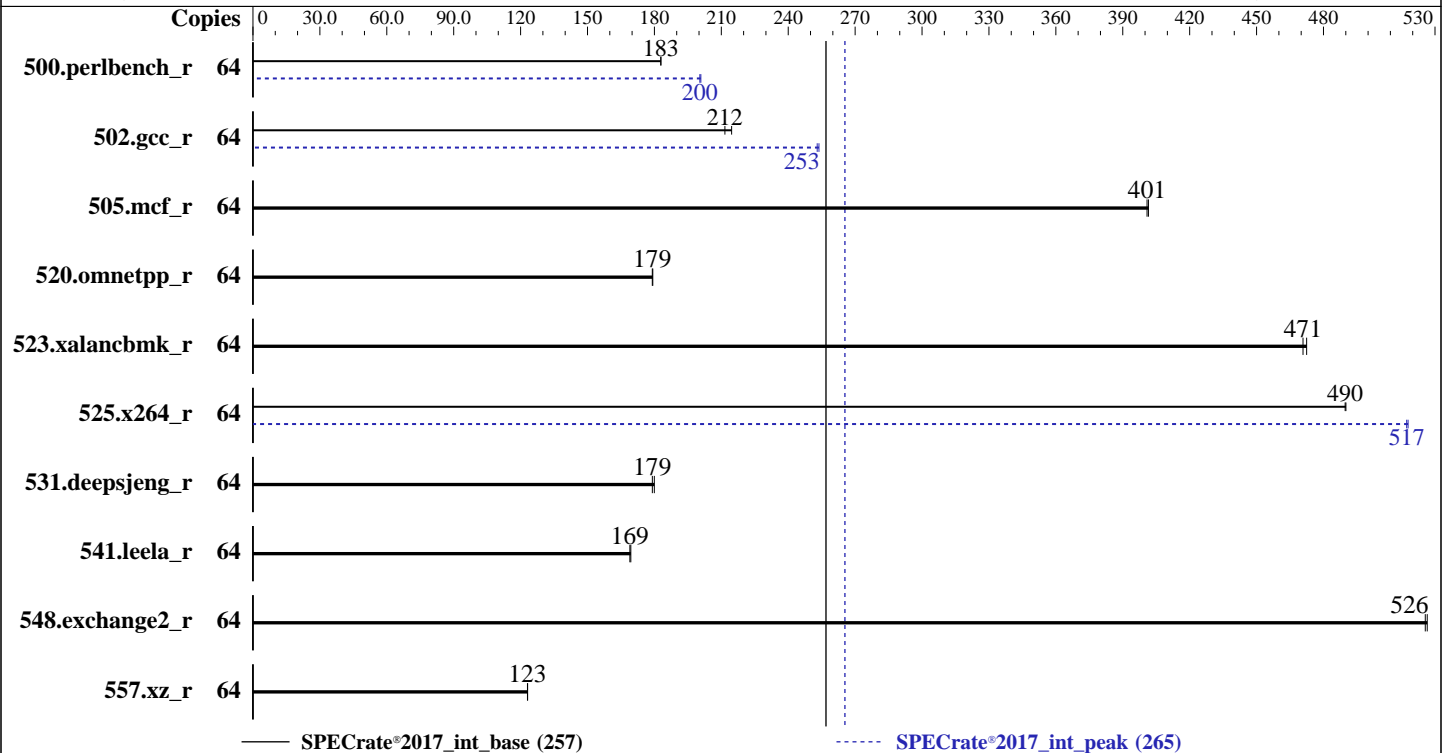 Copies 0 30.0 60.0 90.0 120 150 180 210 240 270 300 330 360 390 420 450 480 530
183
500.perlbench_r 64
200
212
502.gcc_r 64
253
401
505.mcf_r 64
179
520.omnetpp_r 64
471
523.xalancbmk_r 64
490
525.x264_r 64
517
179
531.deepsjeng_r 64
169
541.leela_r 64
526
548.exchange2_r 64
123
557.xz_r 64
SPECrate®2017_int_base (257) SPECrate®2017_int_peak (265)